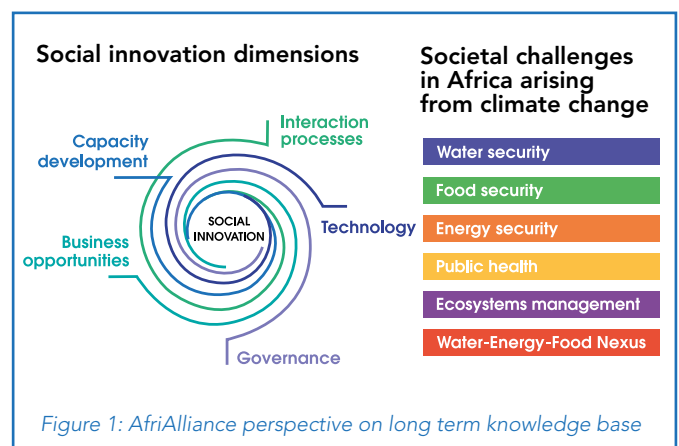 Social innovation dimensions
Interaction
processes
Capacity
development
SOCIAL
INNOVATION
Technology
Business
opportunities
Governance
Societal challenges
in Africa arising
from climate change
Water security
Food security
Energy security
Public health
Ecosystems management
Water-Energy-Food Nexus
Figure 1: AfriAlliance perspective on long term knowledge base